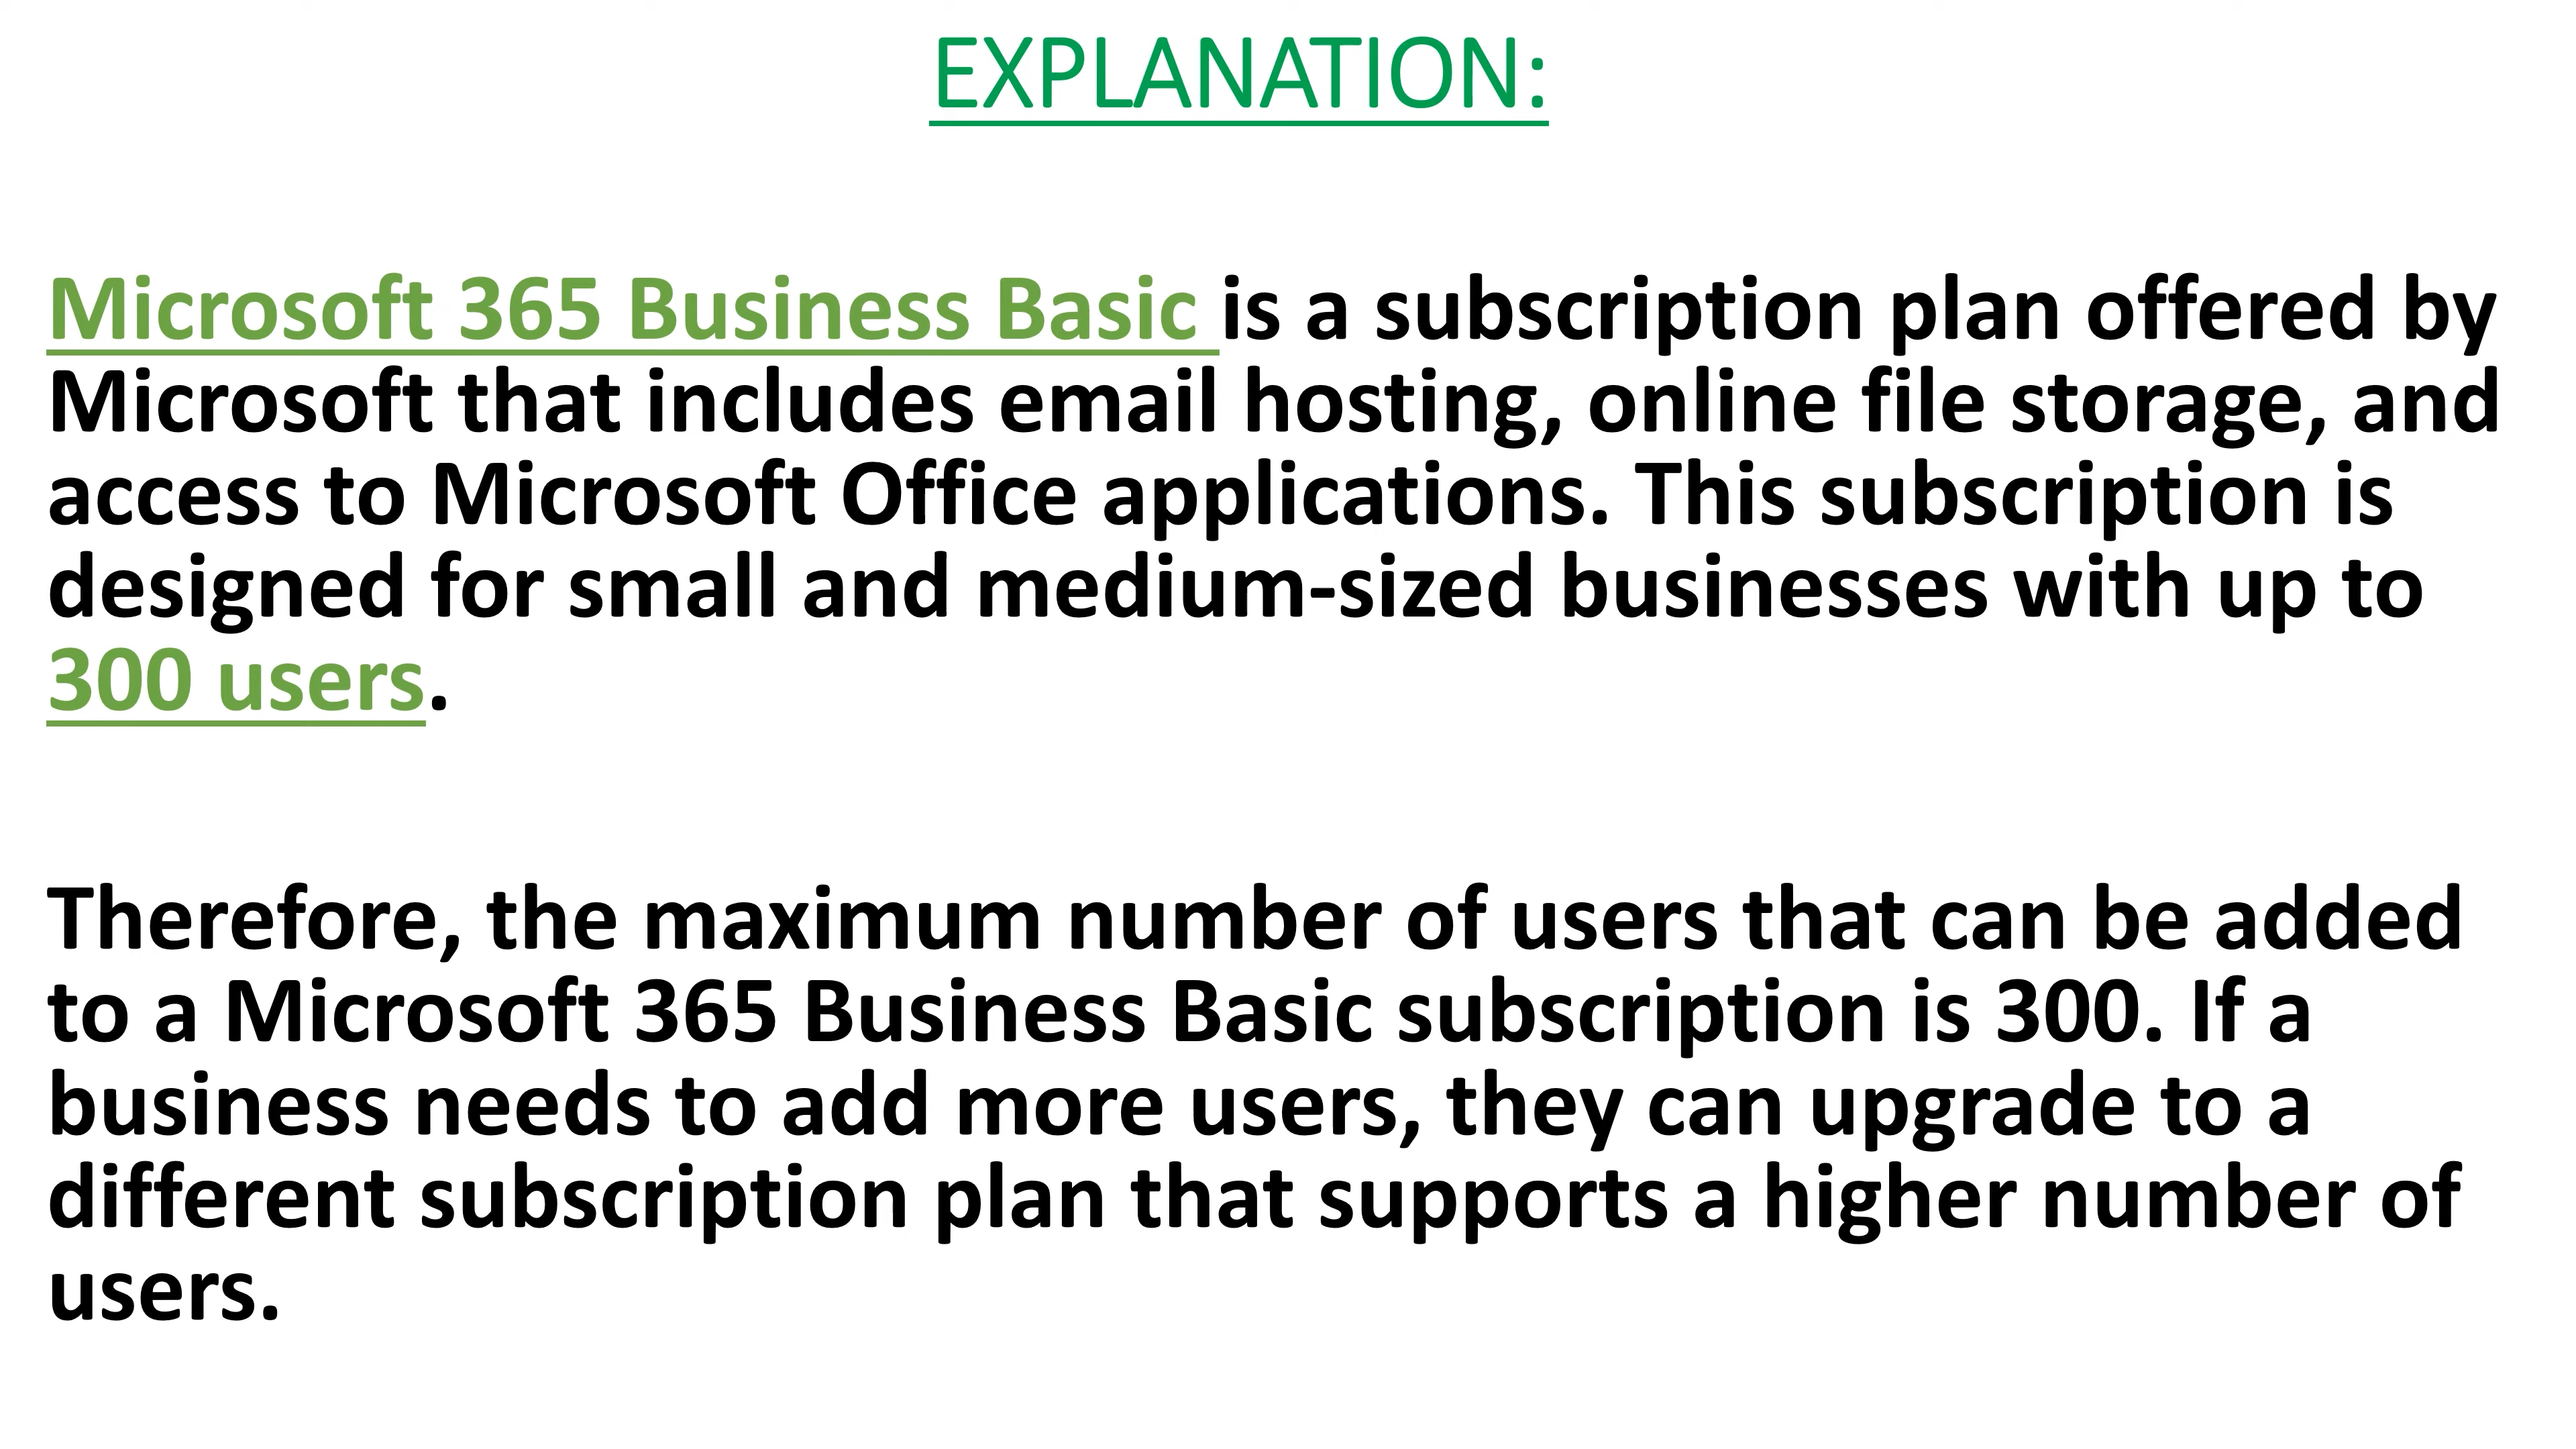 EXPLANATION:
Microsoft 365 Business Basic is a subscription plan offered by
Microsoft that includes email hosting, online file storage, and
access to Microsoft Office applications. This subscription is
designed for small and medium-sized businesses with up to
300 users.
Therefore, the maximum number of users that can be added
to a Microsoft 365 Business Basic subscription is 300. If a
business needs to add more users, they can upgrade to a
different subscription plan that supports a higher number of
users.